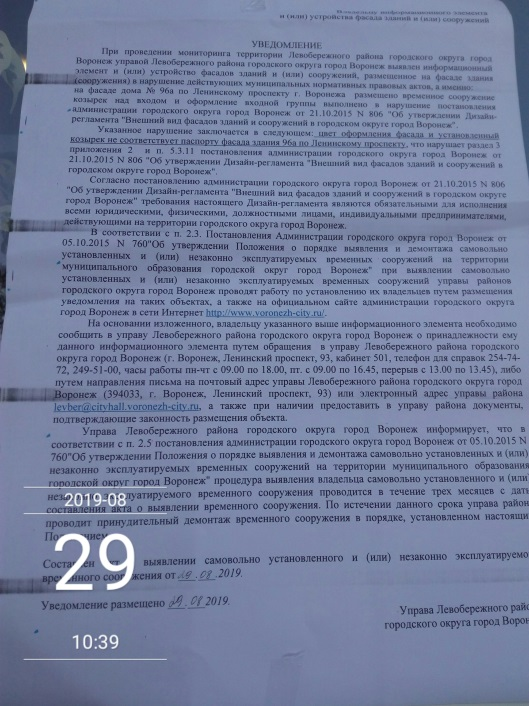 Владельцу информационного элемента
и (или) устройства фасада зданий и (или) сооружений
УВЕДОМЛЕНИЕ
При проведении мониторинга территории Левобережного района городского округа город
Воронеж управой Левобережного района городского округа город Воронеж выявлен информационный
элемент и (или) устройство фасадов зданий и (или) сооружений, размещенное на фасаде здания
(сооружения) в нарушение действующих муниципальных нормативных правовых актов, а именно:
на фасаде дома № 96а по Ленинскому проспекту г. Воронежа размещено временное сооружение
козырек над входом и оформление входной группы выполнено в нарушение постановления
администрации городского округа город Воронеж от 21.10.2015 N 806 "Об утверждении Дизайн-
регламента "Внешний вид фасадов зданий и сооружений в городском округе город Воронеж".
Указанное нарушение заключается в следующем: цвет оформления фасада и установленный
козырек не соответствует паспорту фасада здания 96а по Ленинскому проспекту, что нарушает раздел 3
приложения 2 и п. 5.3.11 постановления администрации городского округа город Воронеж от
21.10.2015 N 806 "Об утверждении Дизайн-регламента "Внешний вид фасадов зданий и сооружений в
городском округе город Воронеж".
Согласно постановлению администрации городского округа город Воронеж от 21.10.2015 N 806
"Об утверждении Дизайн-регламента "Внешний вид фасадов зданий и сооружений в городском округе
город Воронеж" требования настоящего Дизайн-регламента являются обязательными для исполнения
всеми юридическими, физическими, должностными лицами, индивидуальными предпринимателями,
действующими на территории городского округа город Воронеж.
В соответствии с п. 2.3. Постановления Администрации городского округа город Воронеж от
05.10.2015 N 760"Об утверждении Положения о порядке выявления и демонтажа самовольно
установленных и (или) незаконно эксплуатируемых временных сооружений на территории
муниципального образования городской округ город Воронеж" при выявлении самовольно
установленных и (или) незаконно эксплуатируемых временных сооружений управы районов
городского округа город Воронеж проводят работу по установлению их владельцев путем размещения
уведомления на таких объектах, а также на официальном сайте администрации городского округа
город Воронеж в сети Интернет http://www.voronezh-city.ru/.
На основании изложенного, владельцу указанного выше информационного элемента необходимо
сообщить в управу Левобережного района городского округа город Воронеж о принадлежности ему
данного информационного элемента путем обращения в управу Левобережного района городского
округа город Воронеж (г. Воронеж, Ленинский проспект, 93, кабинет 501, телефон для справок 254-74-
72, 249-51-00, часы работы пн-чт с 09.00 до 18.00, пт. с 09.00 по 16.45, перерыв с 13.00 по 13.45), либо
путем направления письма на почтовый адрес управы Левобережного района городского округа город
Воронеж (394033, г. Воронеж, Ленинский проспект, 93) или электронный адрес управы района
levber@cityhall.voronezh-city.ru, а также при наличии предоставить в управу района документы,
подтверждающие законность размещения объекта.
Управа Левобережного района городского округа город Воронеж информирует, что в
соответствии с п. 2.5 постановления администрации городского округа город Воронеж от 05.10.2015 N
760"Об утверждении Положения о порядке выявления и демонтажа самовольно установленных и (или)
незаконно эксплуатируемых временных сооружений на территории муниципального образования
городской округ город Воронеж" процедура выявления владельца самовольно установленного и (или)
эксплуатируемого временного сооружения проводится в течение трех месяцев с дат
составления акта о выявлении временного сооружения. По истечении данного срока управа район
проводит принудительный демонтаж временного сооружения в порядке, установленном настоящи
2019-08
29
10:39
выявлении самовольно установленного и (или) незаконно эксплуатируемо
от 29.08.2019.
Уведомление размещено 29.08 2019.
Управа Левобережного райо
городского округа город Ворон